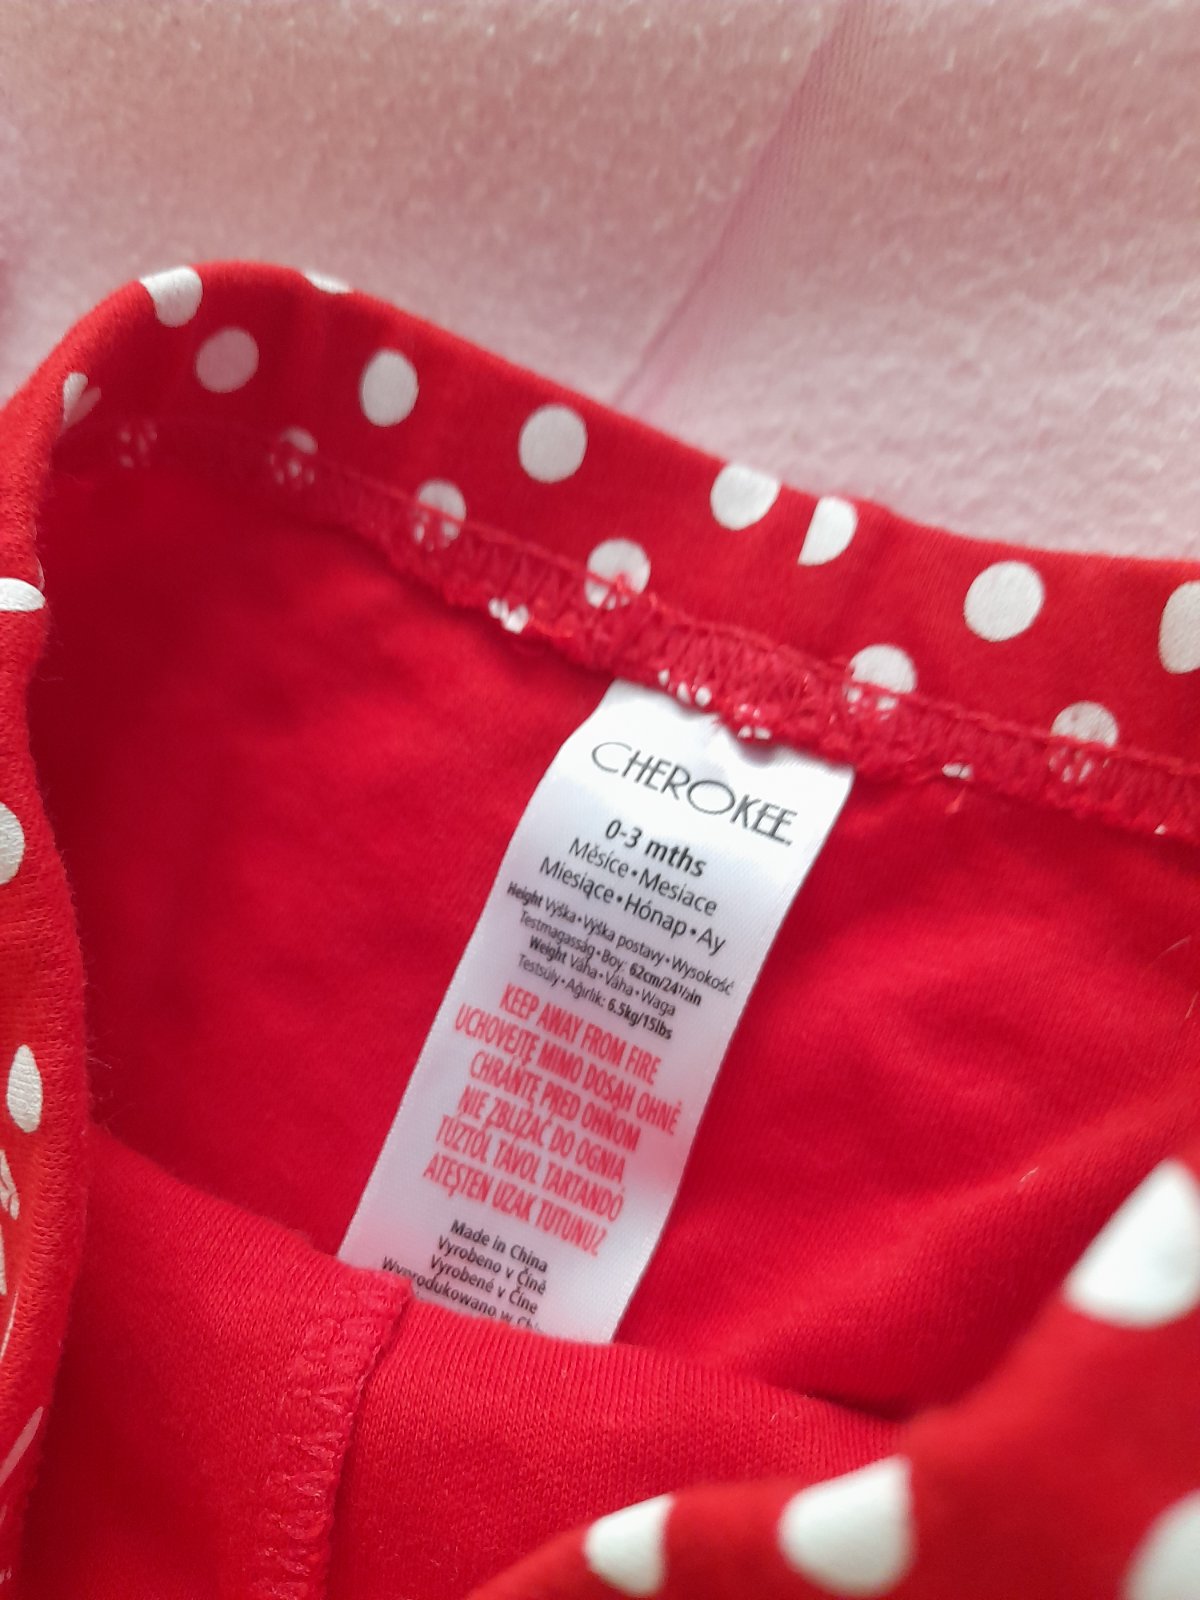 CHEROKEE
0-3 mths
Měsíce•Mesiace
Miesiące•Hónap•Ay
Height Výška•Výška postavy•Wysokość
Testmagasság•Boy: 62cm/24½in
Weight Váha•Váha•Waga
Testsúly•Ağırlık: 6.5kg/15lbs
KEEP AWAY FROM FIRE
UCHOVEJTE MIMO DOSAH OHNĚ
CHRÁŇTE PRED OHŇOM
NIE ZBLIŻAĆ DO OGNIA
TŰZTŐL TÁVOL TARTANDÓ
ATEŞTEN UZAK TUTUNUZ
Made in China
Vyrobeno v Číně
Vyrobené v Číne
Wyprodukowano w